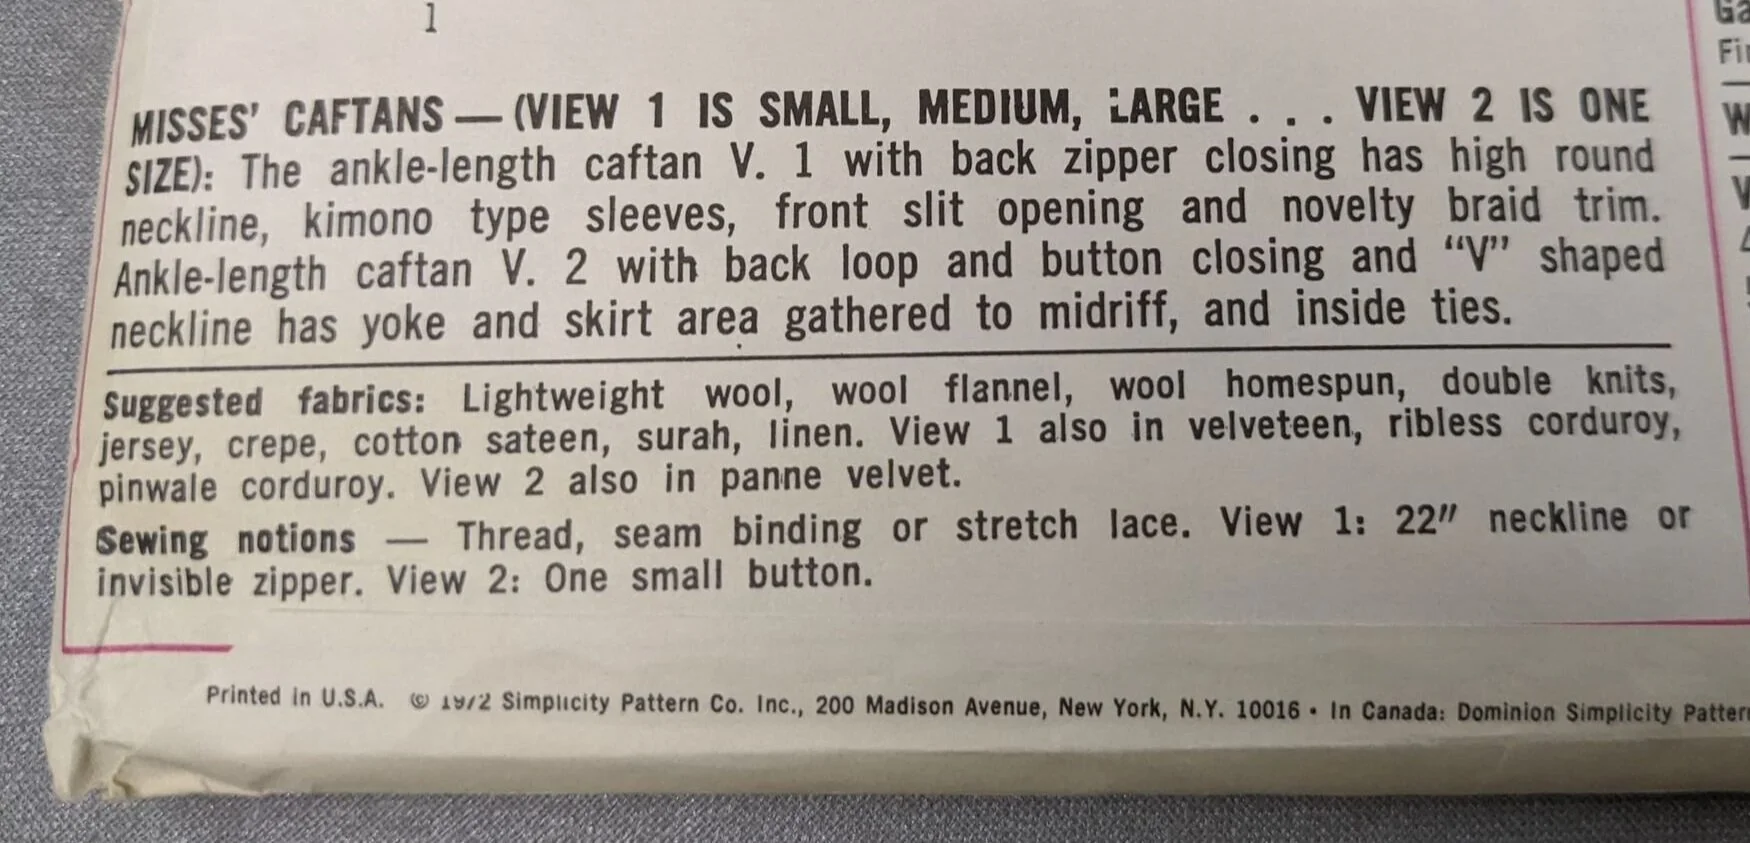 1
MISSES' CAFTANS — (VIEW 1 IS SMALL, MEDIUM, LARGE . . . VIEW 2 IS ONE
SIZE): The ankle-length caftan V. 1 with back zipper closing has high round
neckline, kimono type sleeves, front slit opening and novelty braid trim.
Ankle-length caftan V. 2 with back loop and button closing and “V” shaped
neckline has yoke and skirt area gathered to midriff, and inside ties.
Suggested fabrics: Lightweight wool, wool flannel, wool homespun, double knits,
jersey, crepe, cotton sateen, surah, linen. View 1 also in velveteen, ribless corduroy,
pinwale corduroy. View 2 also in panne velvet.
Sewing notions — Thread, seam binding or stretch lace. View 1: 22″ neckline or
invisible zipper. View 2: One small button.
Printed in U.S.A. © 1972 Simplicity Pattern Co. Inc., 200 Madison Avenue, New York, N.Y. 10016 • In Canada: Dominion Simplicity Pattern